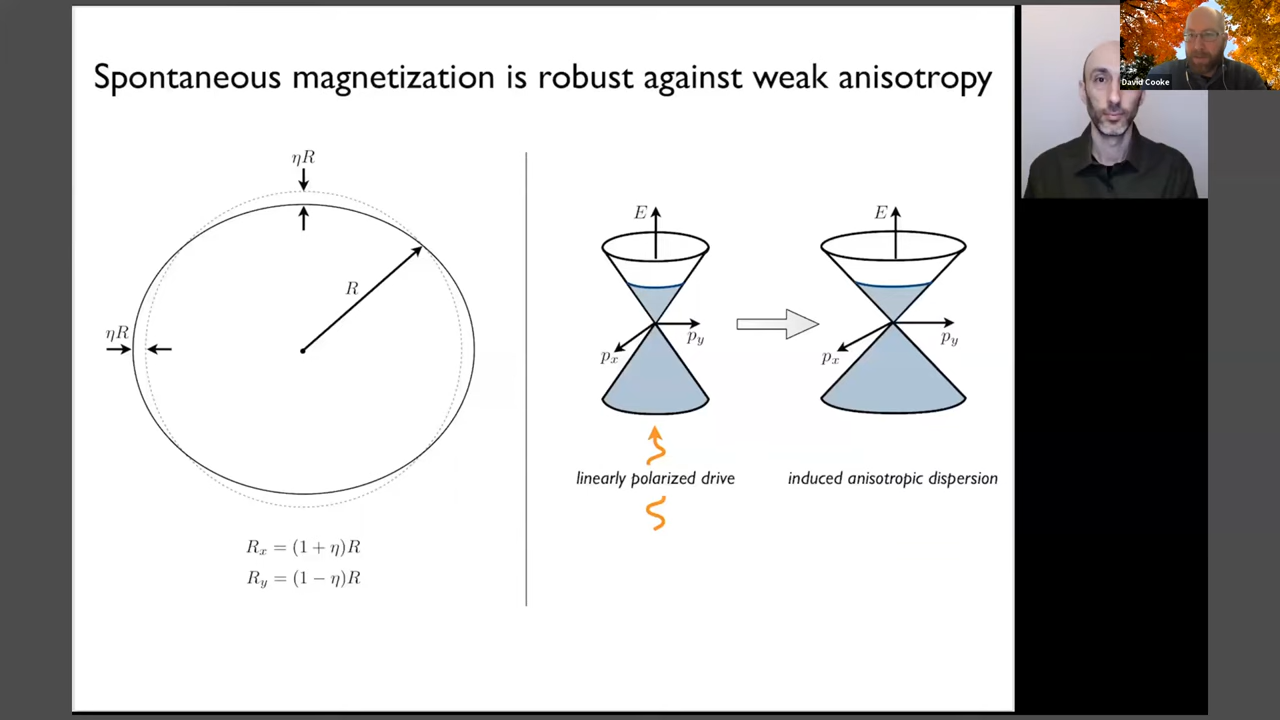 Spontaneous magnetization is robust against weak anisotropy
ηR
R
ηR
R_x = (1 + η)R
R_y = (1 − η)R
E
p_y
p_x
linearly polarized drive
E
p_y
p_x
induced anisotropic dispersion
David Cooke